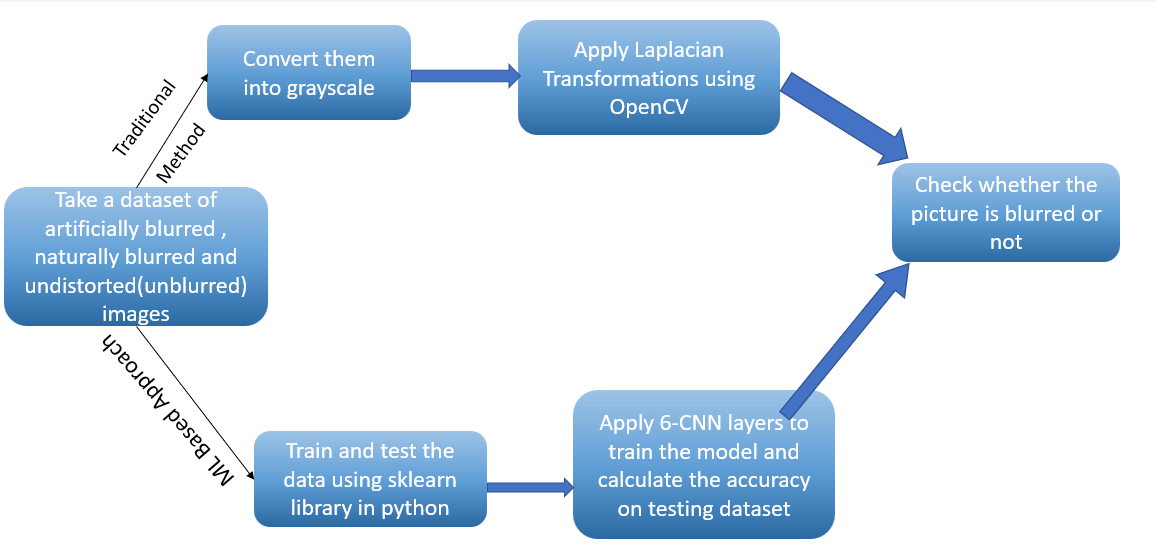 Convert them
into grayscale
Apply Laplacian
Transformations using
OpenCV
Traditional
Method
Take a dataset of
artificially blurred ,
naturally blurred and
undistorted(unblurred)
images
Check whether the
picture is blurred or
not
ML Based Approach
Train and test the
data using sklearn
library in python
Apply 6-CNN layers to
train the model and
calculate the accuracy
on testing dataset